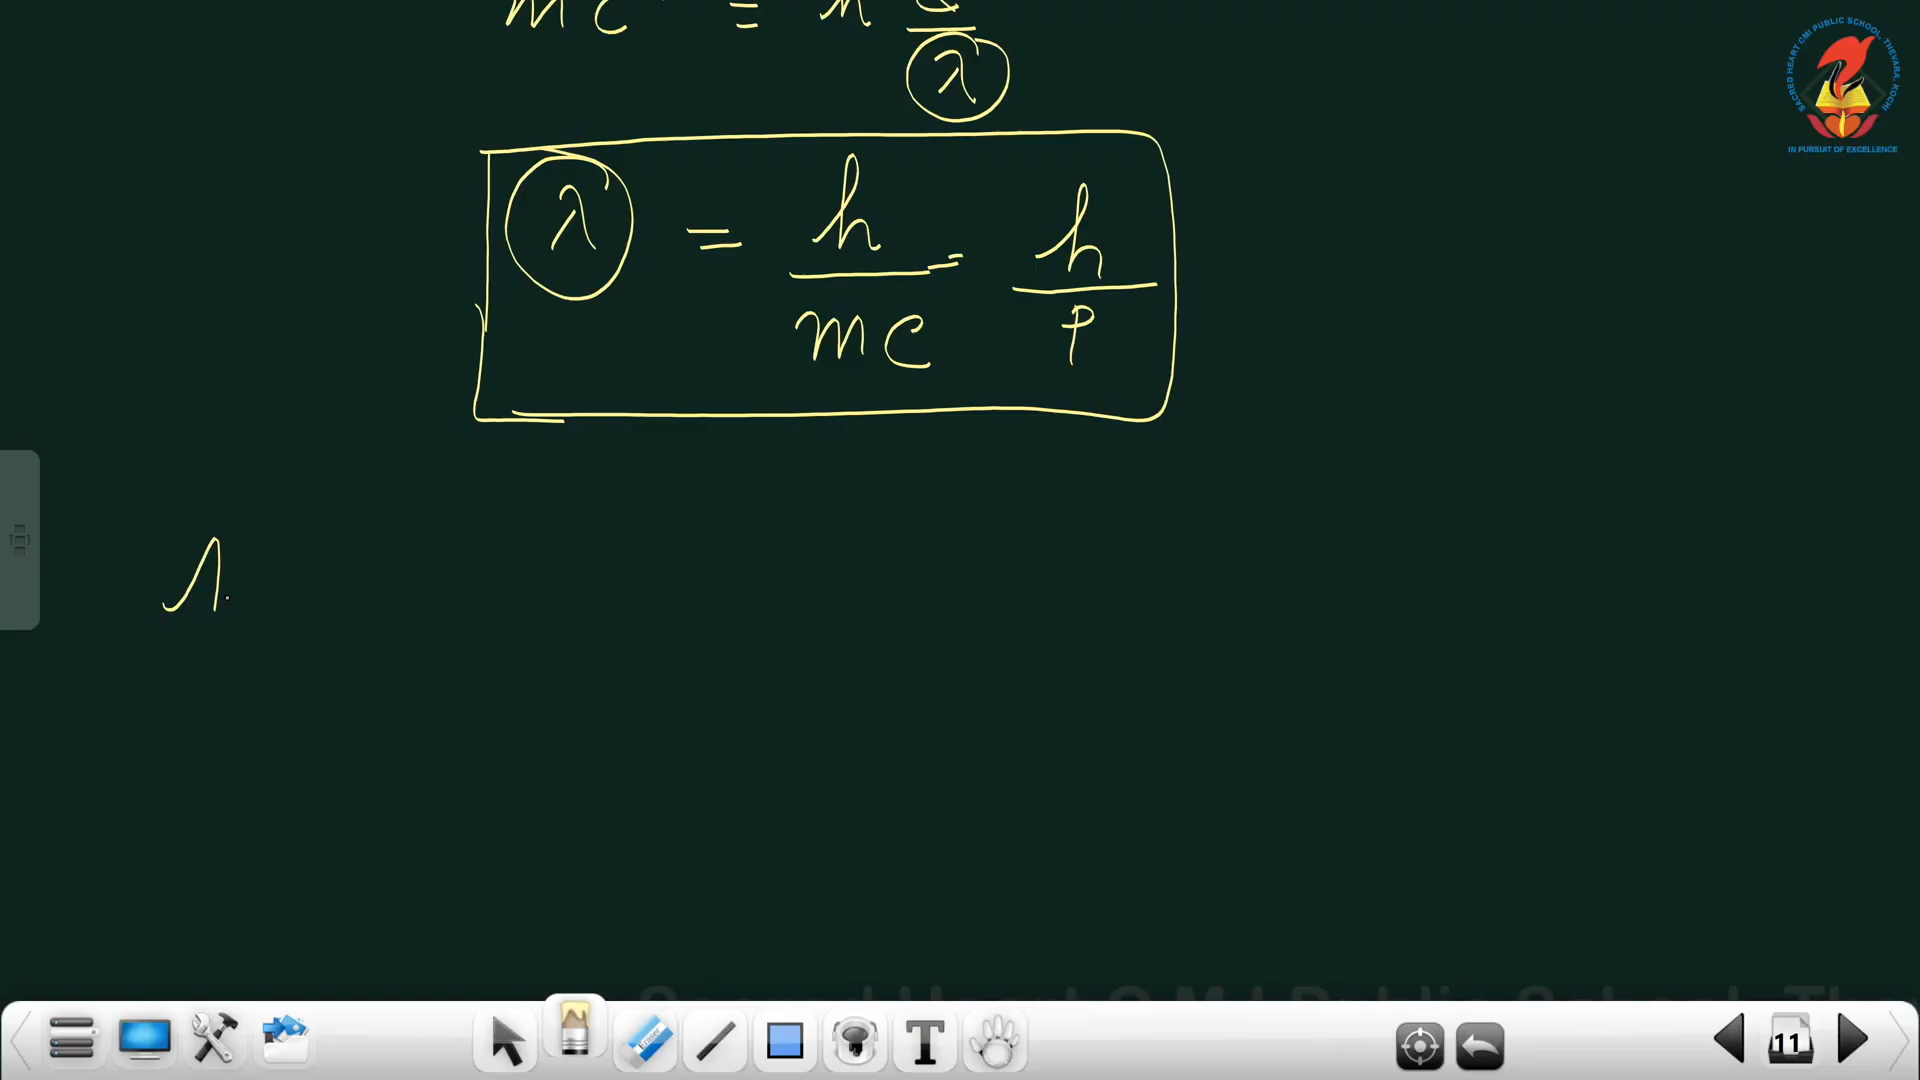 mc² = h c/λ
λ = h/mc = h/p
SACRED HEART CMI PUBLIC SCHOOL, THEVARA, KOCHI
IN PURSUIT OF EXCELLENCE
T
11